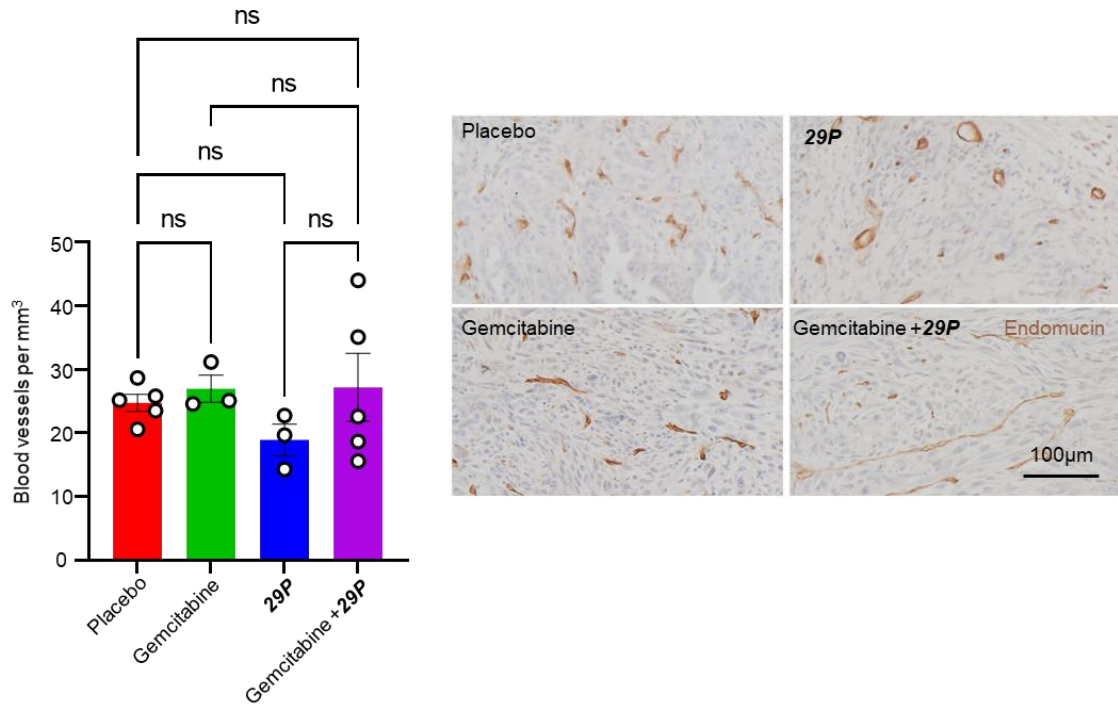 ns
ns
ns
ns
ns
Blood vessels per mm³
50
40
30
20
10
0
Placebo
Gemcitabine
29P
Gemcitabine +29P
Placebo
29P
Gemcitabine
Gemcitabine +29P
Endomucin
100µm